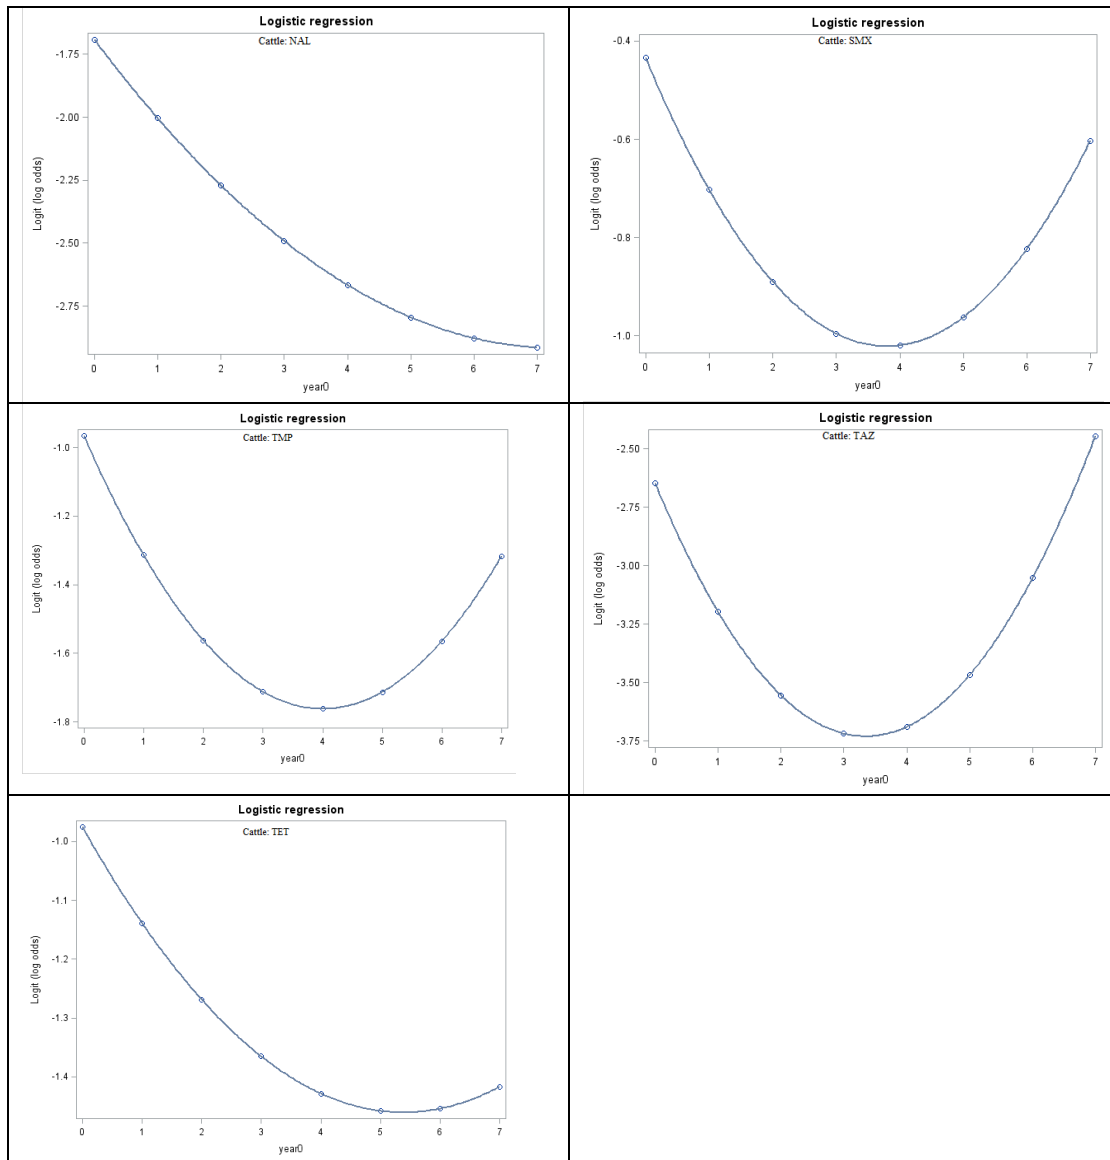 Logistic regression
Cattle: NAL
-1.75
-2.00
-2.25
-2.50
-2.75
Logit (log odds)
0 1 2 3 4 5 6 7
year0
Logistic regression
Cattle: SMX
-0.4
-0.6
-0.8
-1.0
Logit (log odds)
0 1 2 3 4 5 6 7
year0
Logistic regression
Cattle: TMP
-1.0
-1.2
-1.4
-1.6
-1.8
Logit (log odds)
0 1 2 3 4 5 6 7
year0
Logistic regression
Cattle: TAZ
-2.50
-2.75
-3.00
-3.25
-3.50
-3.75
Logit (log odds)
0 1 2 3 4 5 6 7
year0
Logistic regression
Cattle: TET
-1.0
-1.1
-1.2
-1.3
-1.4
Logit (log odds)
0 1 2 3 4 5 6 7
year0